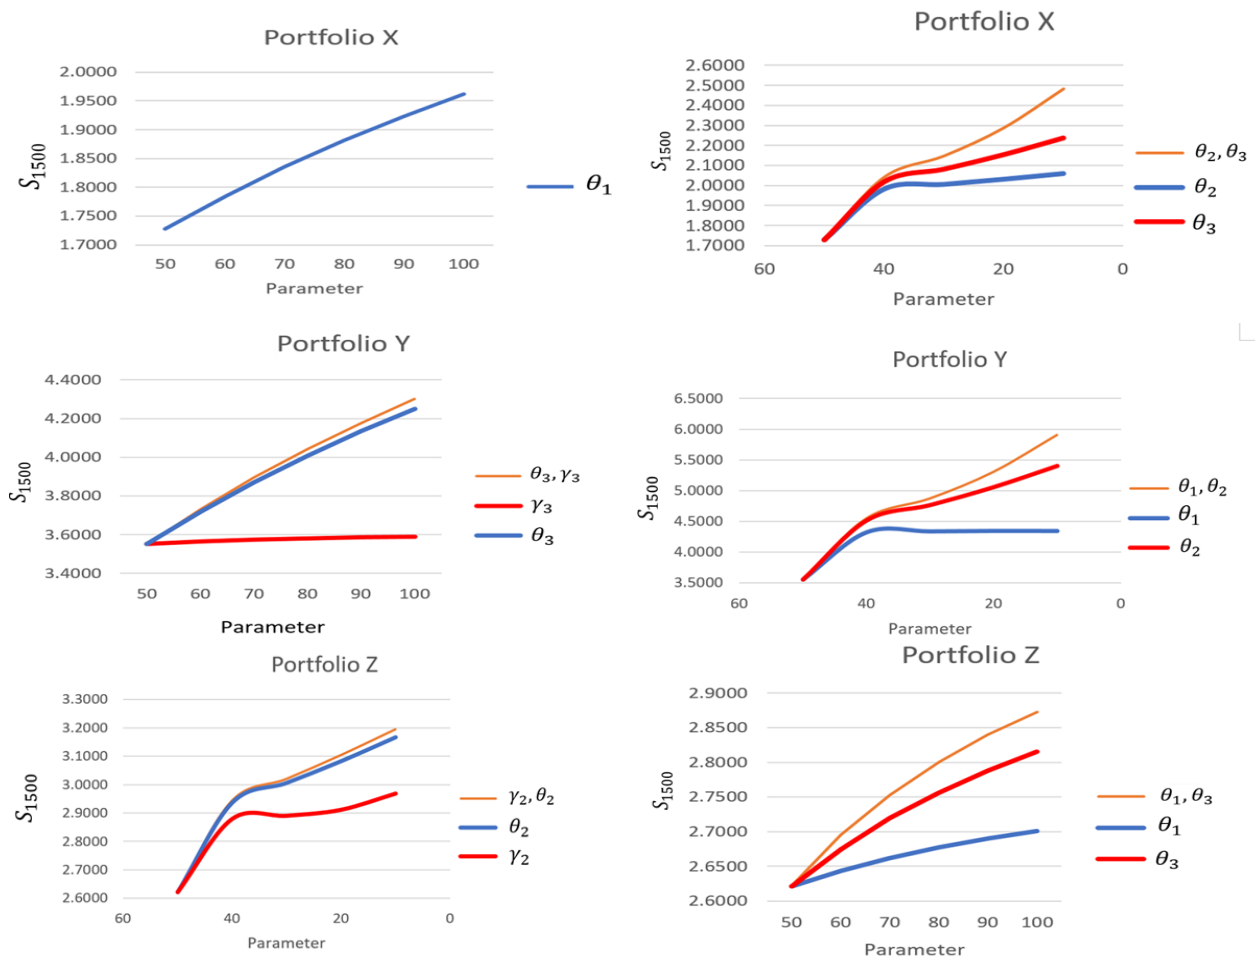 Portfolio X
2.0000
1.9500
1.9000
1.8500
1.8000
1.7500
1.7000
S₁₅₀₀
50 60 70 80 90 100
Parameter
θ₁
Portfolio X
2.6000
2.5000
2.4000
2.3000
2.2000
2.1000
2.0000
1.9000
1.8000
1.7000
S₁₅₀₀
60 40 20 0
Parameter
θ₂, θ₃
θ₂
θ₃
Portfolio Y
4.4000
4.2000
4.0000
3.8000
3.6000
3.4000
S₁₅₀₀
50 60 70 80 90 100
Parameter
θ₃, γ₃
γ₃
θ₃
Portfolio Y
6.5000
6.0000
5.5000
5.0000
4.5000
4.0000
3.5000
S₁₅₀₀
60 40 20 0
Parameter
θ₁, θ₂
θ₁
θ₂
Portfolio Z
3.3000
3.2000
3.1000
3.0000
2.9000
2.8000
2.7000
2.6000
S₁₅₀₀
60 40 20 0
Parameter
γ₂, θ₂
θ₂
γ₂
Portfolio Z
2.9000
2.8500
2.8000
2.7500
2.7000
2.6500
2.6000
S₁₅₀₀
50 60 70 80 90 100
Parameter
θ₁, θ₃
θ₁
θ₃